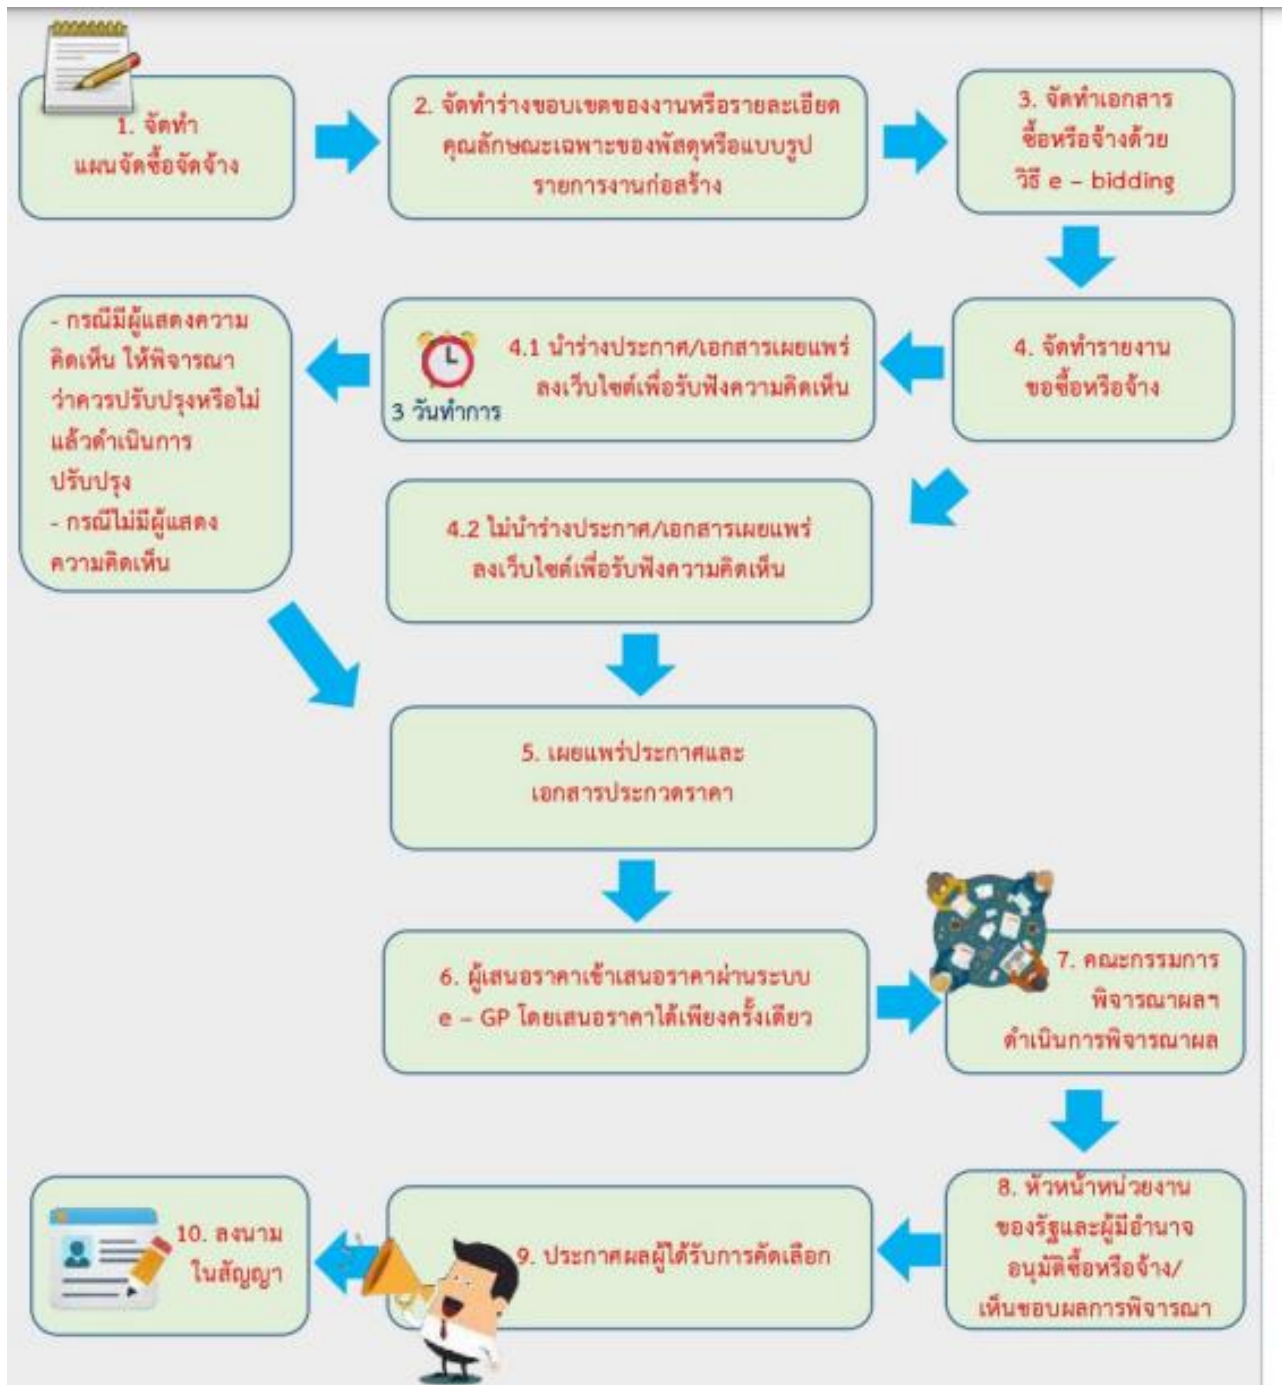 1. จัดทำ
แผนจัดซื้อจัดจ้าง
2. จัดทำร่างขอบเขตของงานหรือรายละเอียด
คุณลักษณะเฉพาะของพัสดุหรือแบบรูป
รายการงานก่อสร้าง
3. จัดทำเอกสาร
ซื้อหรือจ้างด้วย
วิธี e – bidding
4. จัดทำรายงาน
ขอซื้อหรือจ้าง
4.1 นำร่างประกาศ/เอกสารเผยแพร่
ลงเว็บไซต์เพื่อรับฟังความคิดเห็น
3 วันทำการ
- กรณีมีผู้แสดงความ
คิดเห็น ให้พิจารณา
ว่าควรปรับปรุงหรือไม่
แล้วดำเนินการ
ปรับปรุง
- กรณีไม่มีผู้แสดง
ความคิดเห็น
4.2 ไม่นำร่างประกาศ/เอกสารเผยแพร่
ลงเว็บไซต์เพื่อรับฟังความคิดเห็น
5. เผยแพร่ประกาศและ
เอกสารประกวดราคา
6. ผู้เสนอราคาเข้าเสนอราคาผ่านระบบ
e – GP โดยเสนอราคาได้เพียงครั้งเดียว
7. คณะกรรมการ
พิจารณาผลฯ
ดำเนินการพิจารณาผล
8. หัวหน้าหน่วยงาน
ของรัฐและผู้มีอำนาจ
อนุมัติซื้อหรือจ้าง/
เห็นชอบผลการพิจารณา
9. ประกาศผลผู้ได้รับการคัดเลือก
10. ลงนาม
ในสัญญา